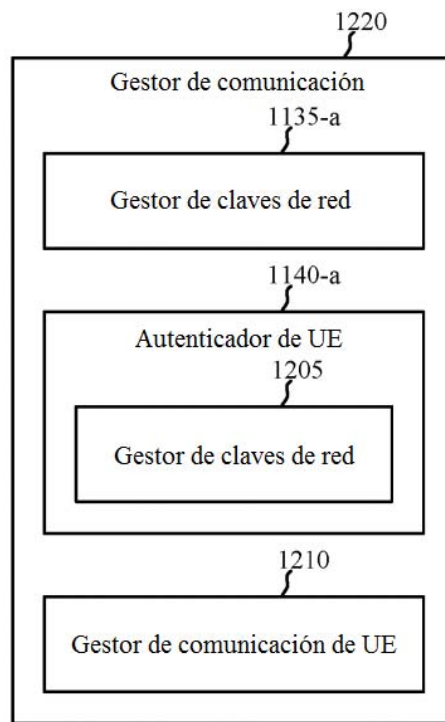 1220
Gestor de comunicación
1135-a
Gestor de claves de red
1140-a
Autenticador de UE
1205
Gestor de claves de red
1210
Gestor de comunicación de UE